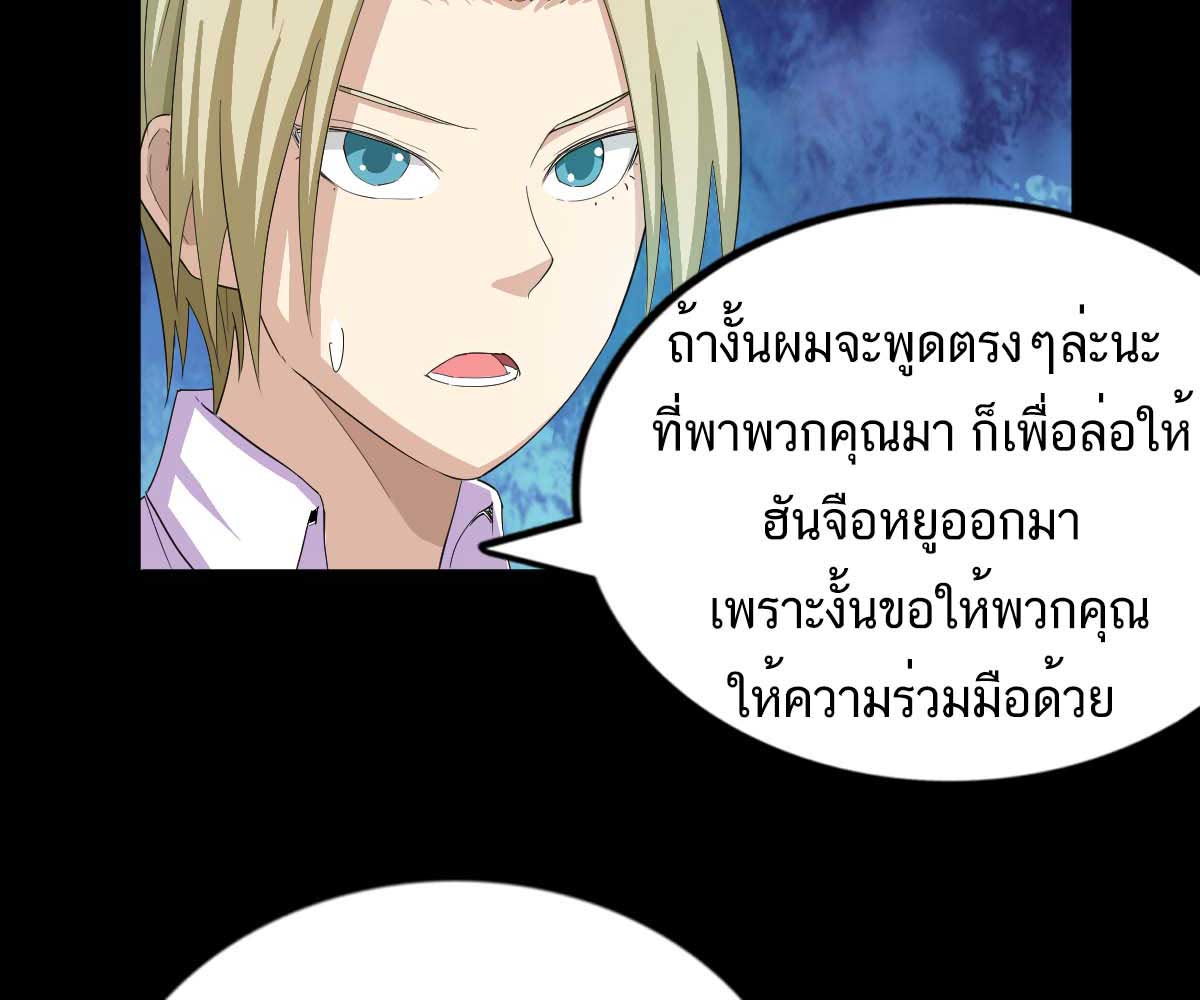 ถ้างั้นผมจะพูดตรงๆล่ะนะ
ที่พาพวกคุณมา ก็เพื่อล่อให้
ฮันจือหยูออกมา
เพราะงั้นขอให้พวกคุณ
ให้ความร่วมมือด้วย